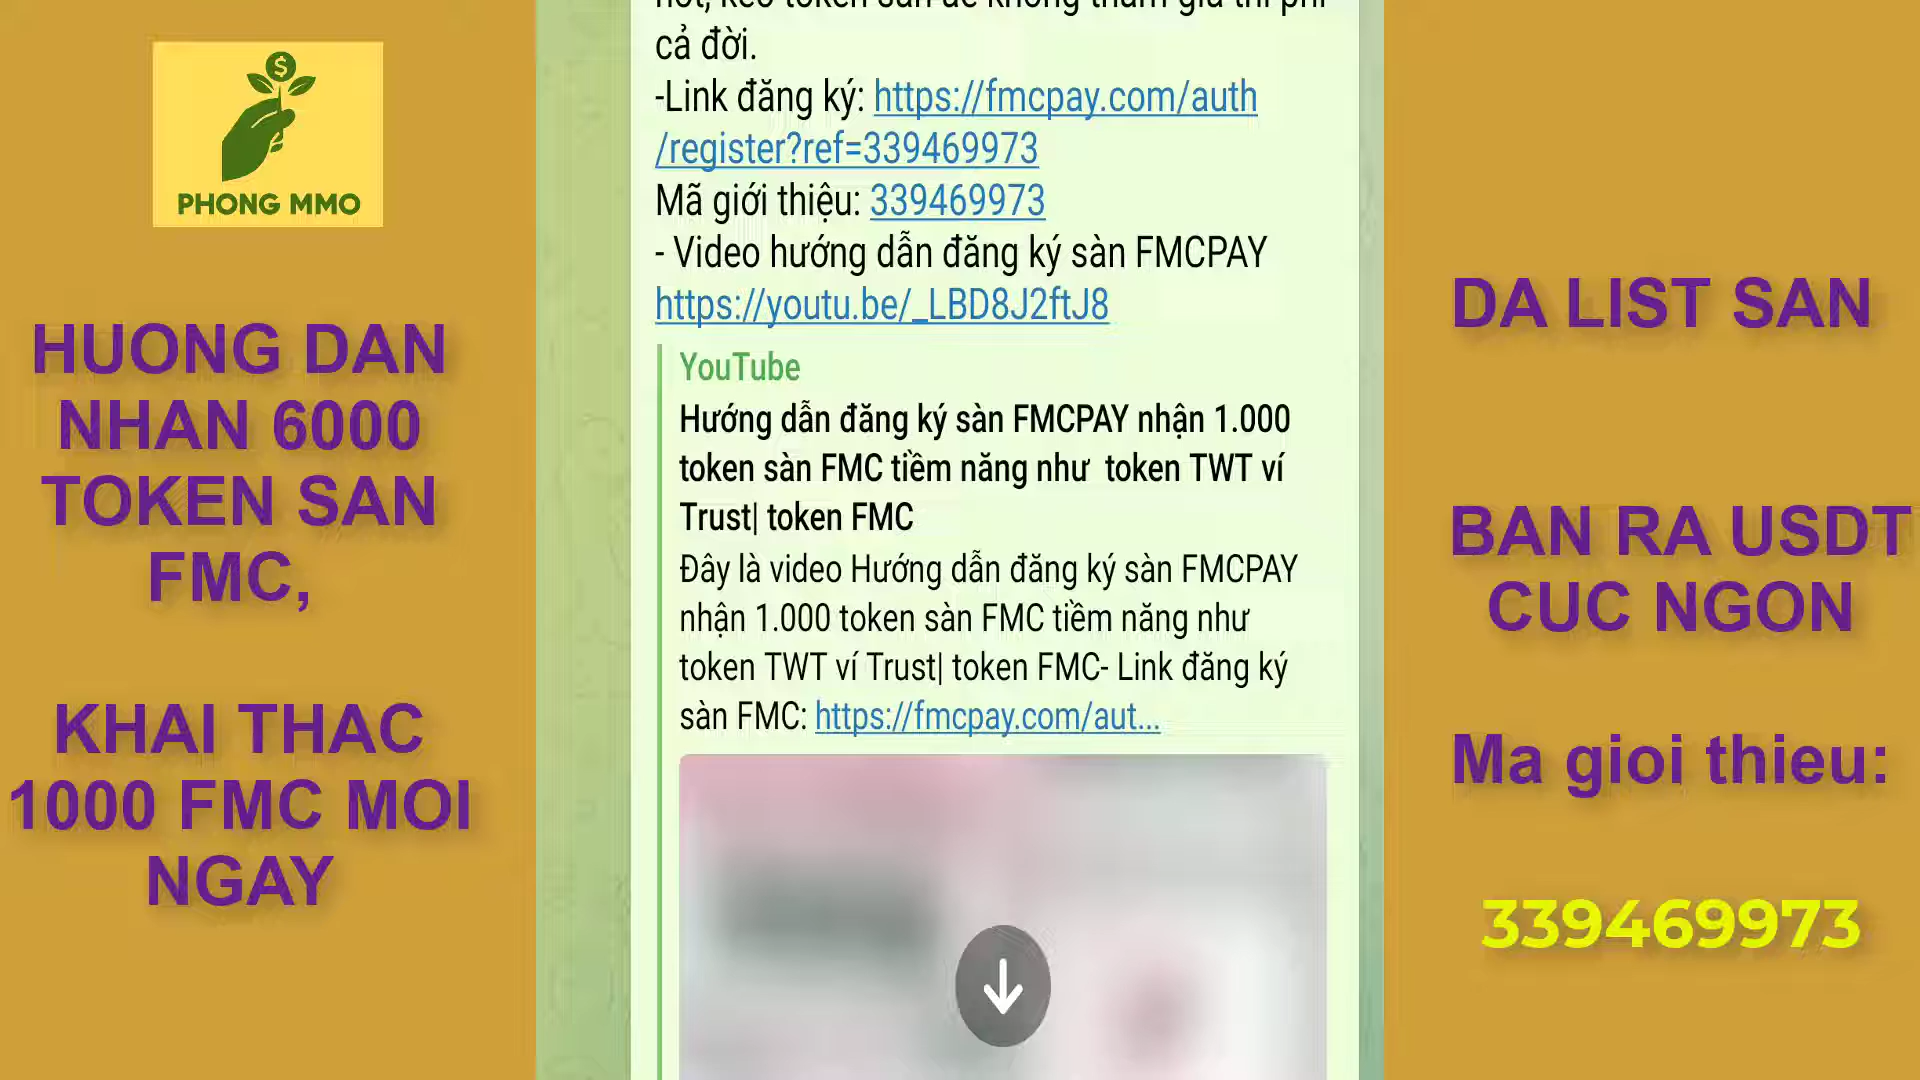 PHONG MMO
HUONG DAN
NHAN 6000
TOKEN SAN
FMC,
KHAI THAC
1000 FMC MOI
NGAY
cả đời.
-Link đăng ký: https://fmcpay.com/auth
/register?ref=339469973
Mã giới thiệu: 339469973
- Video hướng dẫn đăng ký sàn FMCPAY
https://youtu.be/_LBD8J2ftJ8
YouTube
Hướng dẫn đăng ký sàn FMCPAY nhận 1.000
token sàn FMC tiềm năng như token TWT ví
Trust| token FMC
Đây là video Hướng dẫn đăng ký sàn FMCPAY
nhận 1.000 token sàn FMC tiềm năng như
token TWT ví Trust| token FMC- Link đăng ký
sàn FMC: https://fmcpay.com/aut...
DA LIST SAN
BAN RA USDT
CUC NGON
Ma gioi thieu:
339469973